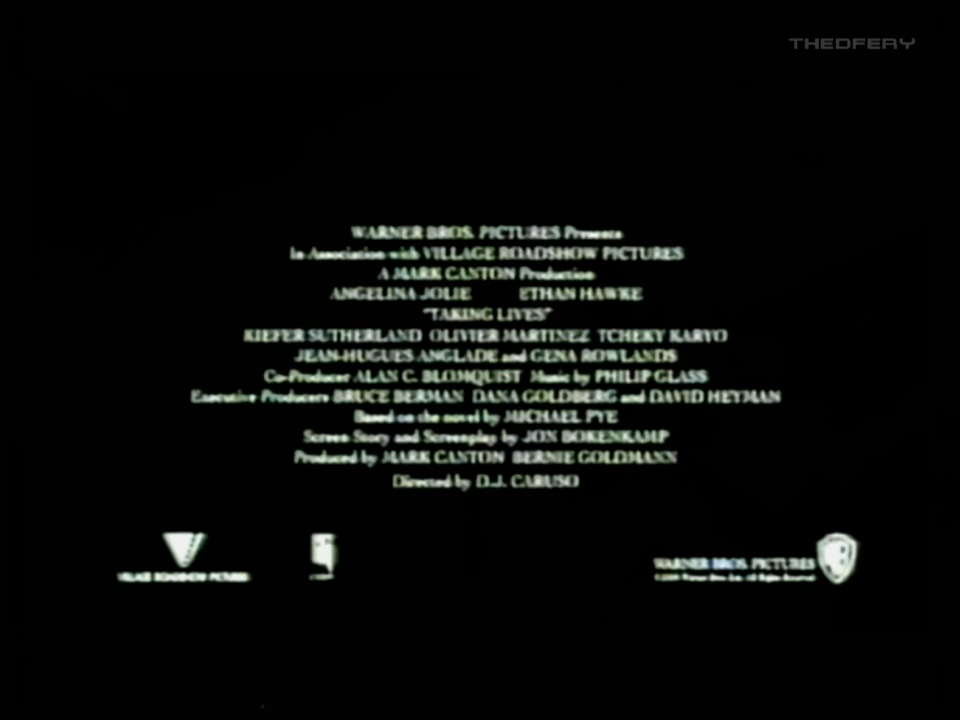 THEDFERY
WARNER BROS. PICTURES Presents
In Association with VILLAGE ROADSHOW PICTURES
A MARK CANTON Production
ANGELINA JOLIE ETHAN HAWKE
"TAKING LIVES"
KIEFER SUTHERLAND OLIVIER MARTINEZ TCHEKY KARYO
JEAN-HUGUES ANGLADE and GENA ROWLANDS
Co-Producer ALAN C. BLOMQUIST Music by PHILIP GLASS
Executive Producers BRUCE BERMAN DANA GOLDBERG and DAVID HEYMAN
Based on the novel by MICHAEL PYE
Screen Story and Screenplay by JON BOKENKAMP
Produced by MARK CANTON BERNIE GOLDMANN
Directed by D.J. CARUSO
VILLAGE ROADSHOW PICTURES
WARNER BROS. PICTURES